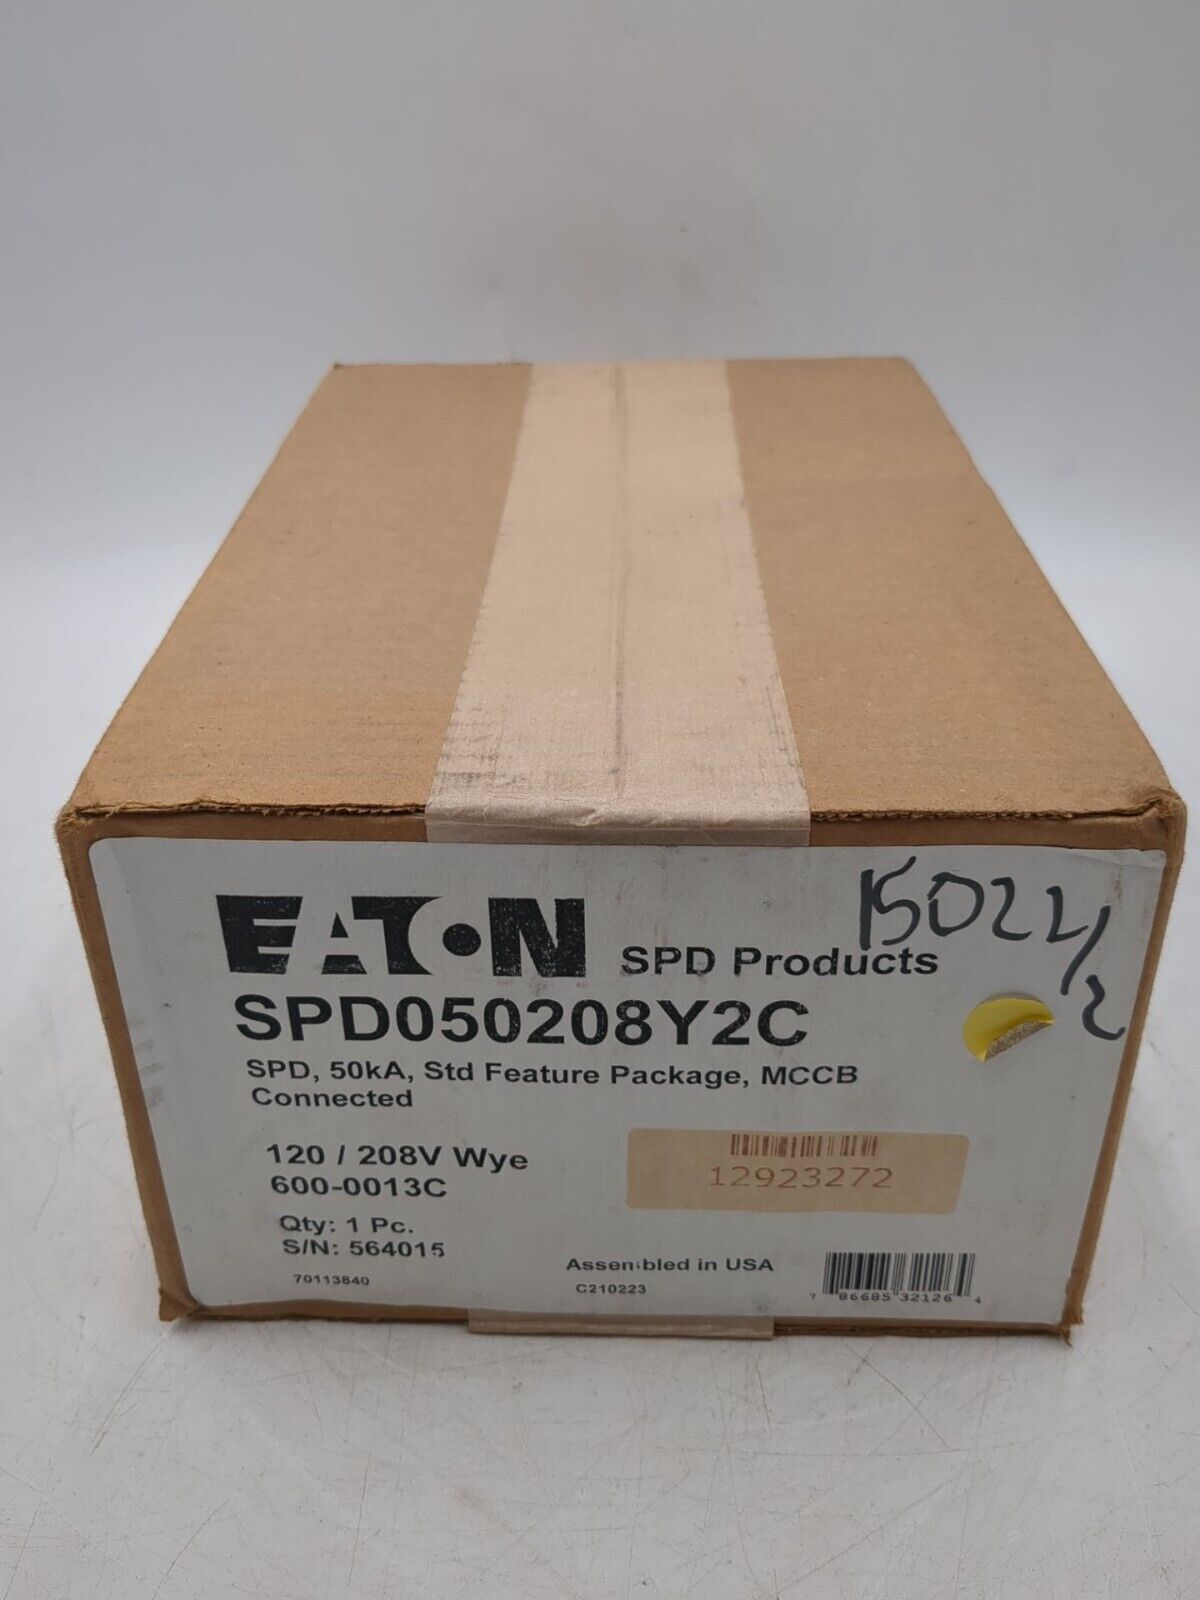 EATON SPD Products
15022/2
SPD050208Y2C
SPD, 50kA, Std Feature Package, MCCB
Connected
120 / 208V Wye
600-0013C
12923272
Qty: 1 Pc.
S/N: 564015
Assembled in USA
70113840
C210223
7 86685 32126 4